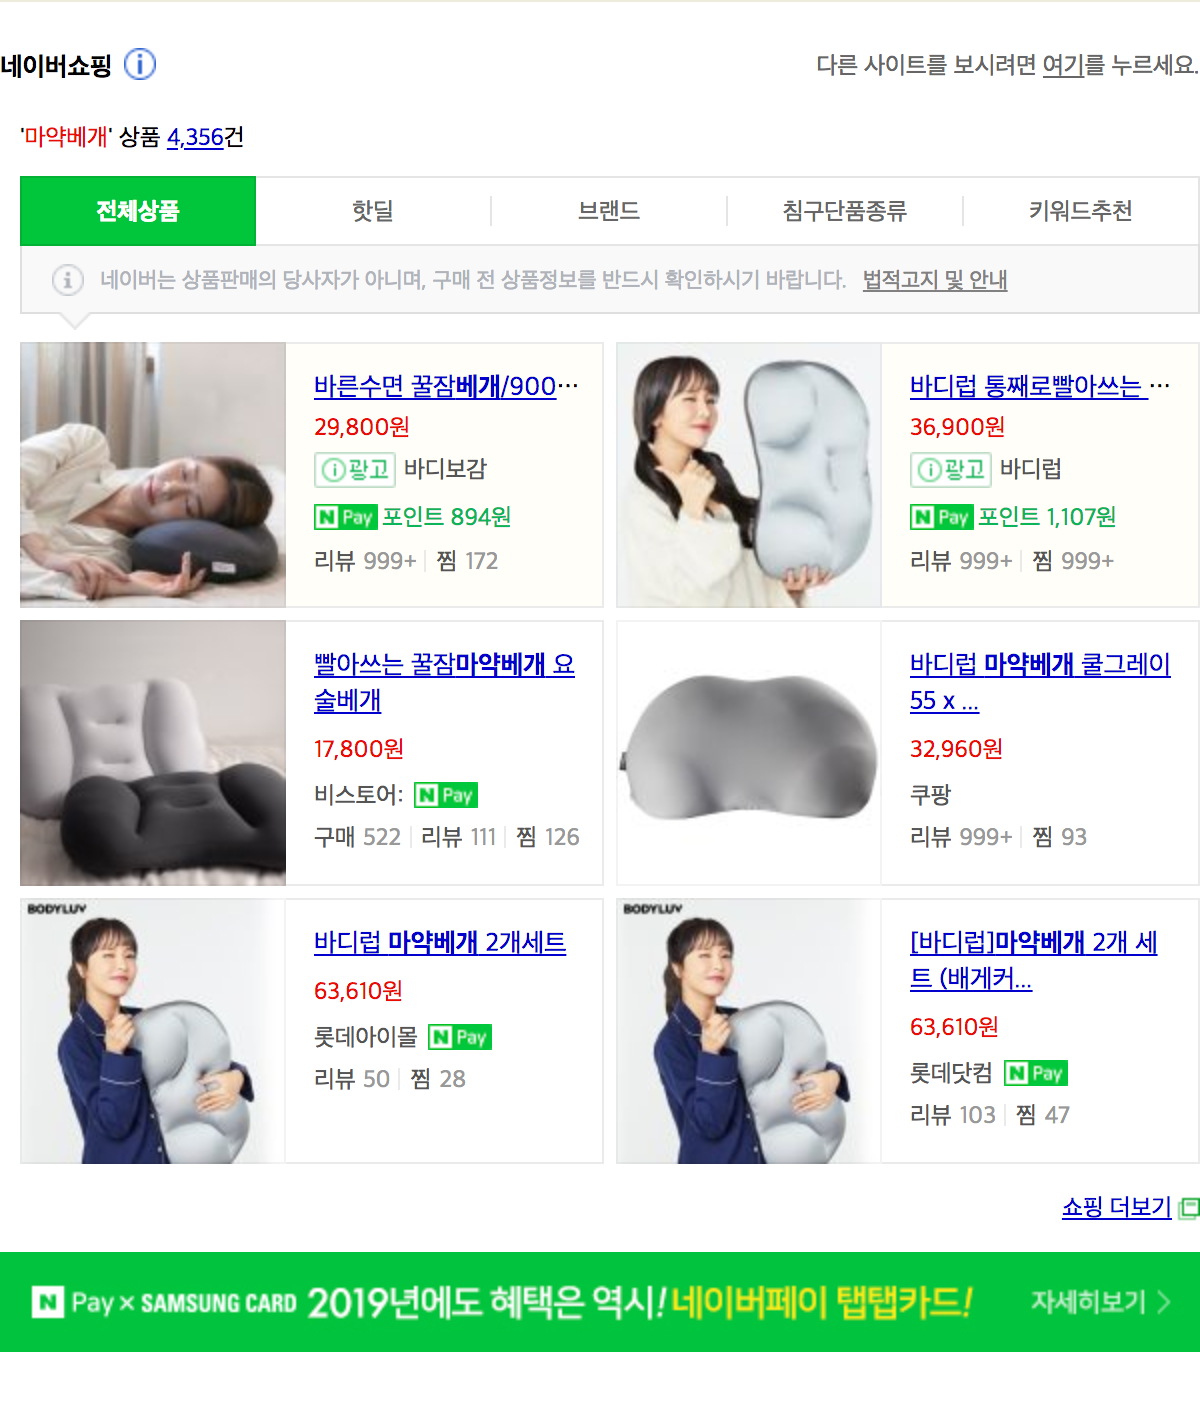 네이버쇼핑
다른 사이트를 보시려면 여기를 누르세요.
'마약베개' 상품 4,356건
전체상품
핫딜
브랜드
침구단품종류
키워드추천
네이버는 상품판매의 당사자가 아니며, 구매 전 상품정보를 반드시 확인하시기 바랍니다. 법적고지 및 안내
바른수면 꿀잠베개/900…
29,800원
광고 바디보감
N Pay 포인트 894원
리뷰 999+ 찜 172
바디럽 통째로빨아쓰는 …
36,900원
광고 바디럽
N Pay 포인트 1,107원
리뷰 999+ 찜 999+
빨아쓰는 꿀잠마약베개 요
술베개
17,800원
비스토어: N Pay
구매 522 리뷰 111 찜 126
바디럽 마약베개 쿨그레이
55 x ...
32,960원
쿠팡
리뷰 999+ 찜 93
BODYLUV
바디럽 마약베개 2개세트
63,610원
롯데아이몰 N Pay
리뷰 50 찜 28
BODYLUV
[바디럽]마약베개 2개 세
트 (배게커...
63,610원
롯데닷컴 N Pay
리뷰 103 찜 47
쇼핑 더보기
N Pay × SAMSUNG CARD 2019년에도 혜택은 역시! 네이버페이 탭탭카드! 자세히보기